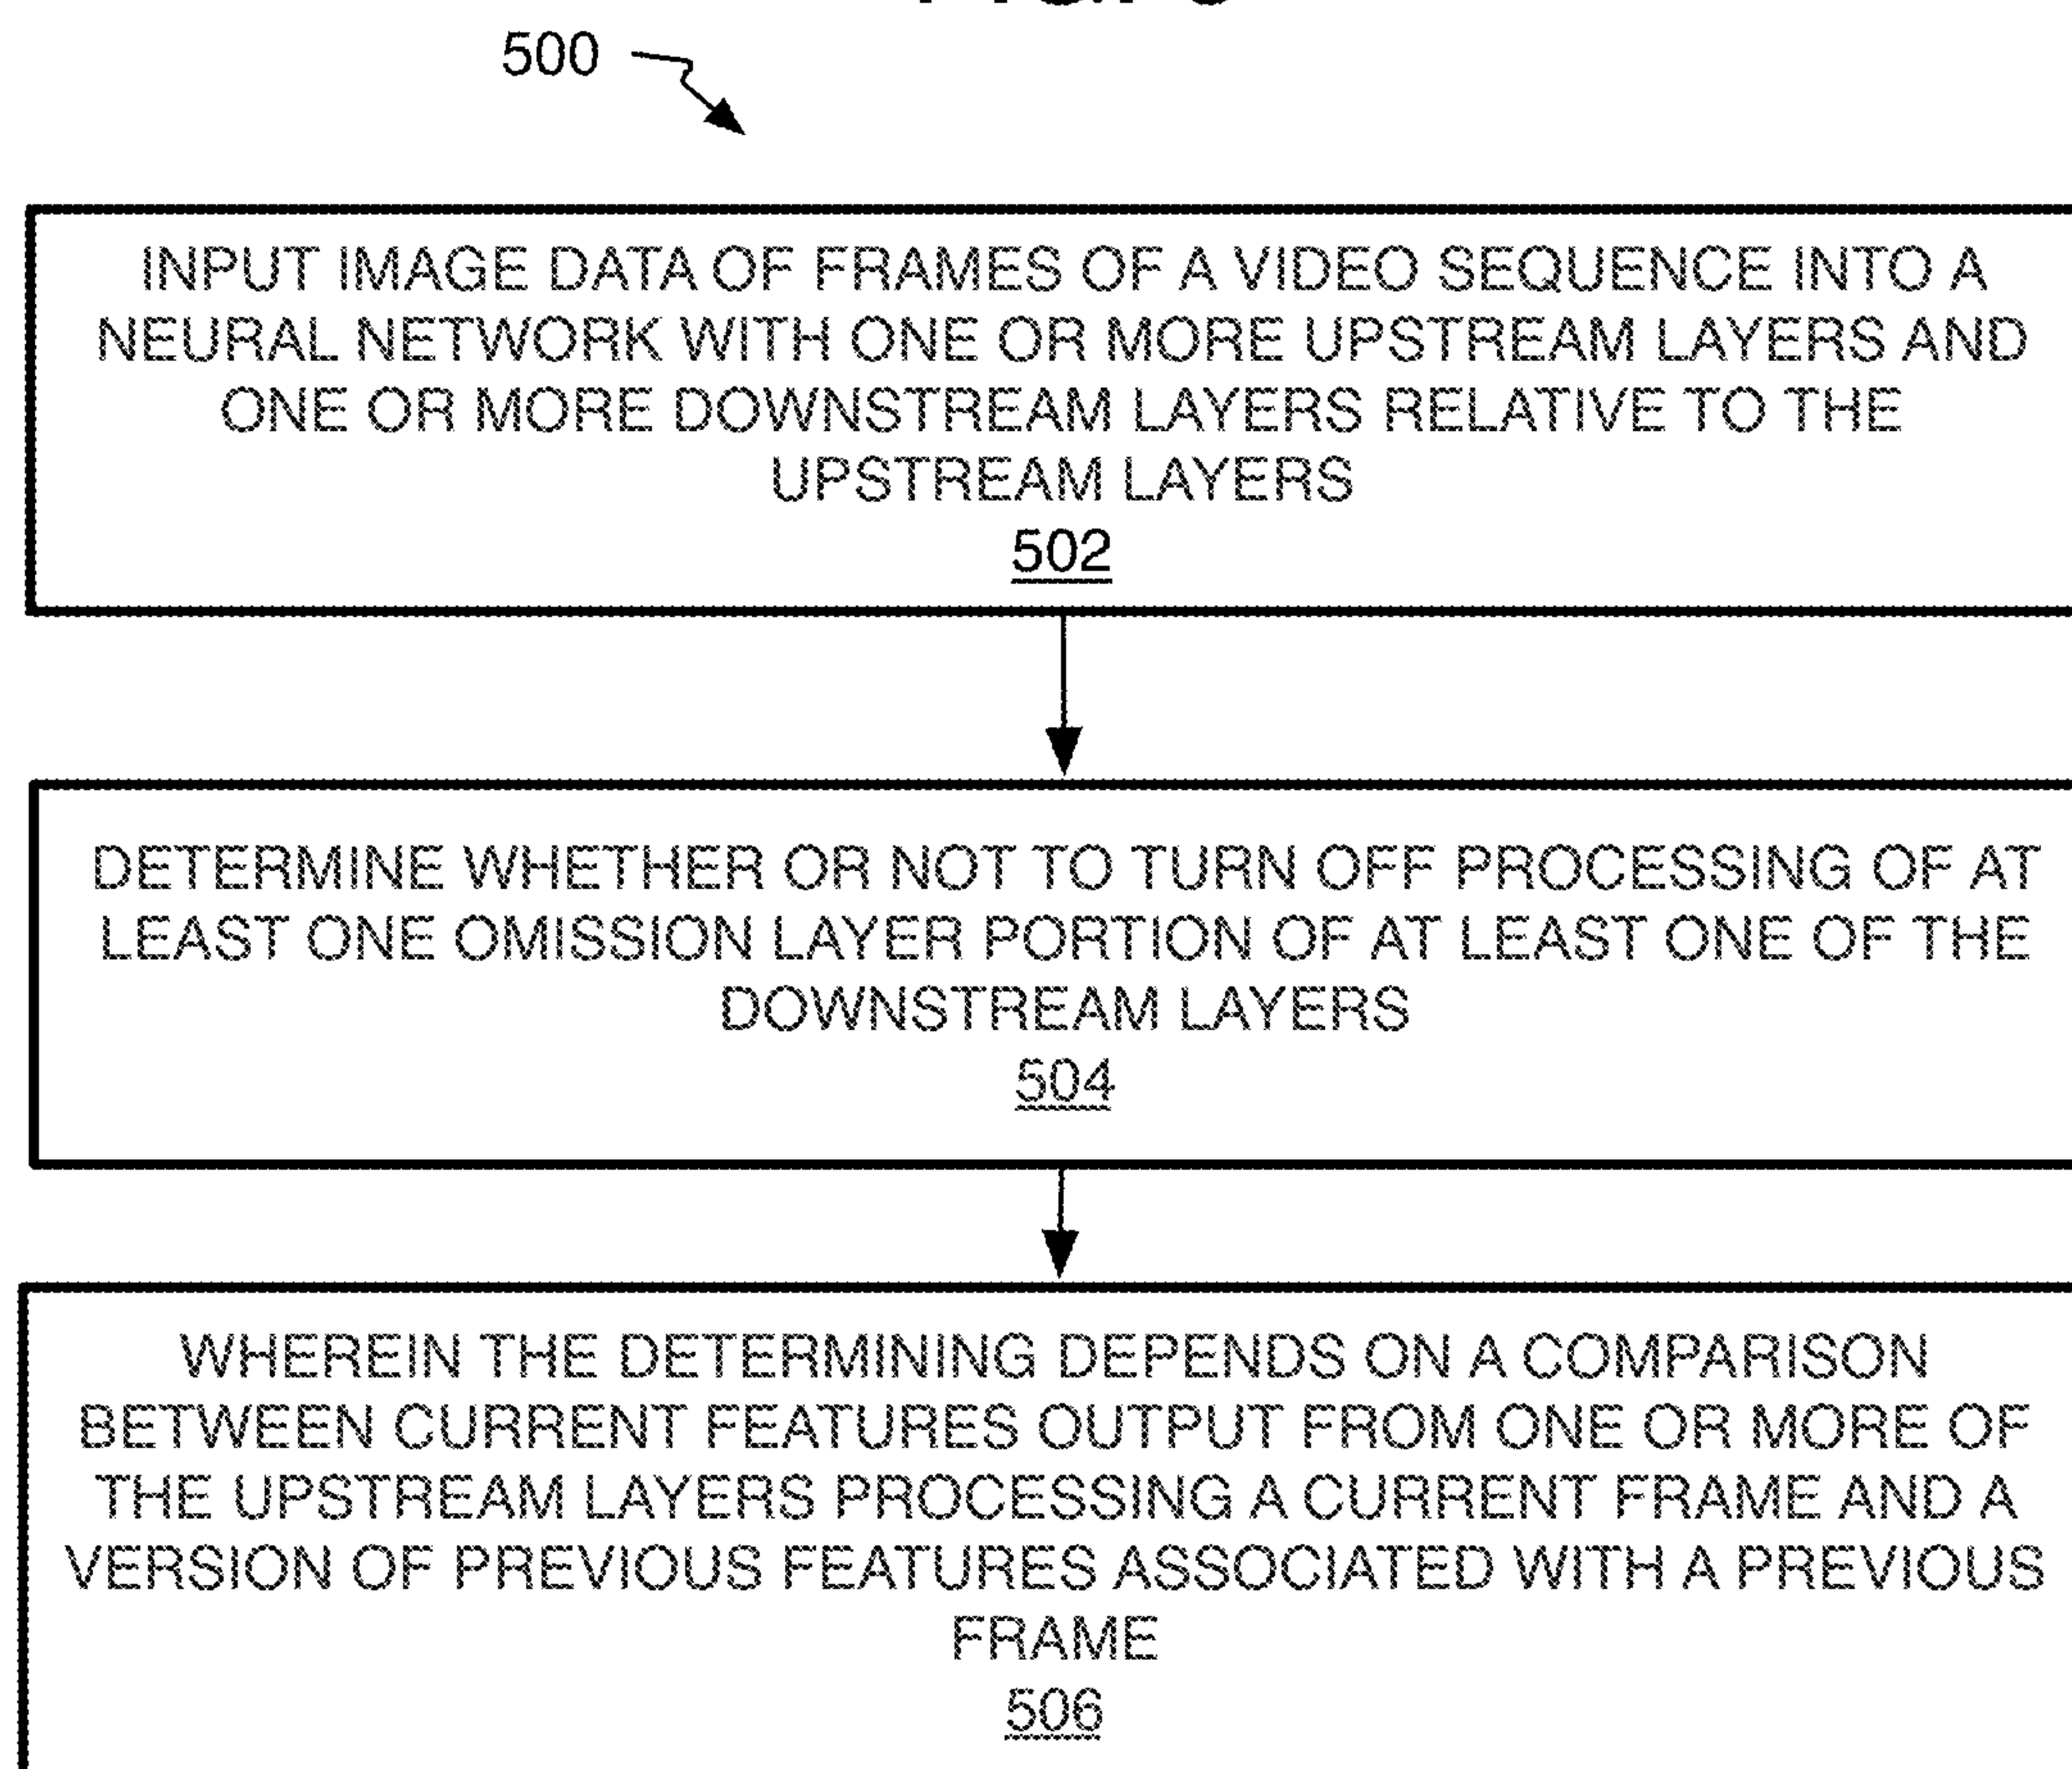 500
INPUT IMAGE DATA OF FRAMES OF A VIDEO SEQUENCE INTO A
NEURAL NETWORK WITH ONE OR MORE UPSTREAM LAYERS AND
ONE OR MORE DOWNSTREAM LAYERS RELATIVE TO THE
UPSTREAM LAYERS
502
DETERMINE WHETHER OR NOT TO TURN OFF PROCESSING OF AT
LEAST ONE OMISSION LAYER PORTION OF AT LEAST ONE OF THE
DOWNSTREAM LAYERS
504
WHEREIN THE DETERMINING DEPENDS ON A COMPARISON
BETWEEN CURRENT FEATURES OUTPUT FROM ONE OR MORE OF
THE UPSTREAM LAYERS PROCESSING A CURRENT FRAME AND A
VERSION OF PREVIOUS FEATURES ASSOCIATED WITH A PREVIOUS
FRAME
506